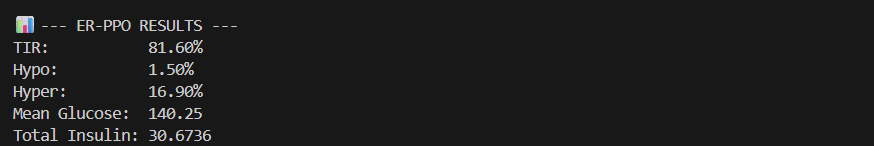 📊 --- ER-PPO RESULTS ---
TIR: 81.60%
Hypo: 1.50%
Hyper: 16.90%
Mean Glucose: 140.25
Total Insulin: 30.6736